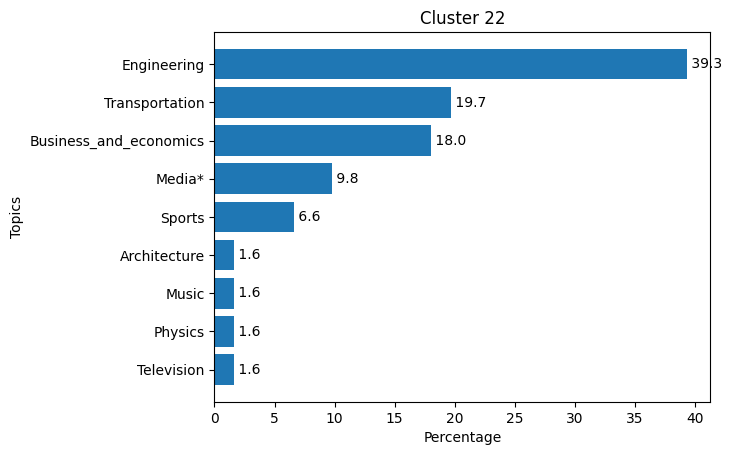 Cluster 22
Topics
Engineering 39.3
Transportation 19.7
Business_and_economics 18.0
Media* 9.8
Sports 6.6
Architecture 1.6
Music 1.6
Physics 1.6
Television 1.6
0 5 10 15 20 25 30 35 40
Percentage